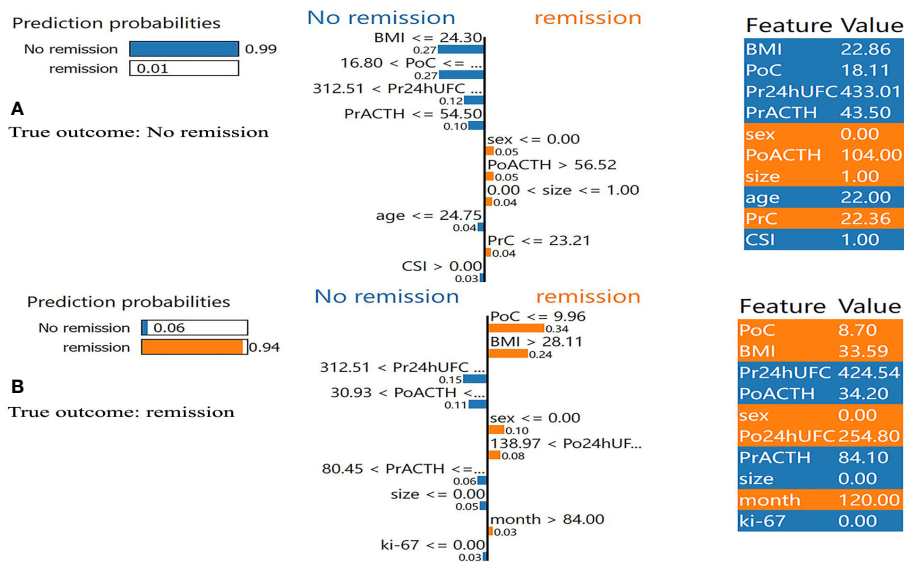 Prediction probabilities
No remission 0.99
remission 0.01
A
True outcome: No remission
No remission remission
BMI <= 24.30
0.27
16.80 < PoC <= ...
0.27
312.51 < Pr24hUFC ...
0.12
PrACTH <= 54.50
0.10
sex <= 0.00
0.05
PoACTH > 56.52
0.05
0.00 < size <= 1.00
0.04
age <= 24.75
0.04
PrC <= 23.21
0.04
CSI > 0.00
0.03
Feature Value
BMI 22.86
PoC 18.11
Pr24hUFC 433.01
PrACTH 43.50
sex 0.00
PoACTH 104.00
size 1.00
age 22.00
PrC 22.36
CSI 1.00
Prediction probabilities
No remission 0.06
remission 0.94
B
True outcome: remission
No remission remission
PoC <= 9.96
0.34
BMI > 28.11
0.24
312.51 < Pr24hUFC...
0.15
30.93 < PoACTH <...
0.11
sex <= 0.00
0.10
138.97 < Po24hUF...
0.08
80.45 < PrACTH <=...
0.06
size <= 0.00
0.05
month > 84.00
0.03
ki-67 <= 0.00
0.03
Feature Value
PoC 8.70
BMI 33.59
Pr24hUFC 424.54
PoACTH 34.20
sex 0.00
Po24hUFC 254.80
PrACTH 84.10
size 0.00
month 120.00
ki-67 0.00